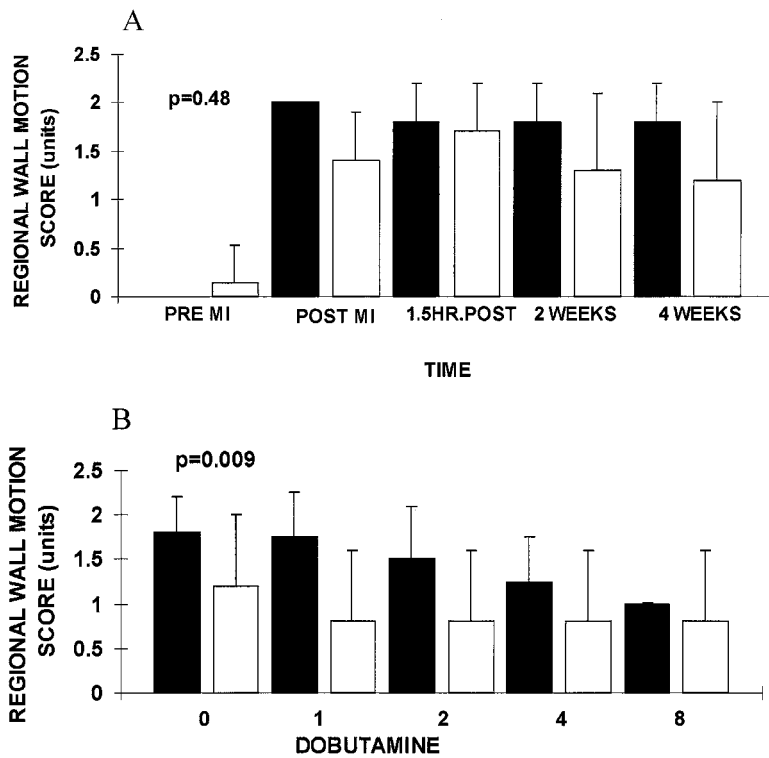 A
REGIONAL WALL MOTION
SCORE (units)
2.5
2
1.5
1
0.5
0
p=0.48
PRE MI
POST MI
1.5HR.POST
2 WEEKS
4 WEEKS
TIME
B
REGIONAL WALL MOTION
SCORE (units)
2.5
2
1.5
1
0.5
0
p=0.009
0
1
2
4
8
DOBUTAMINE